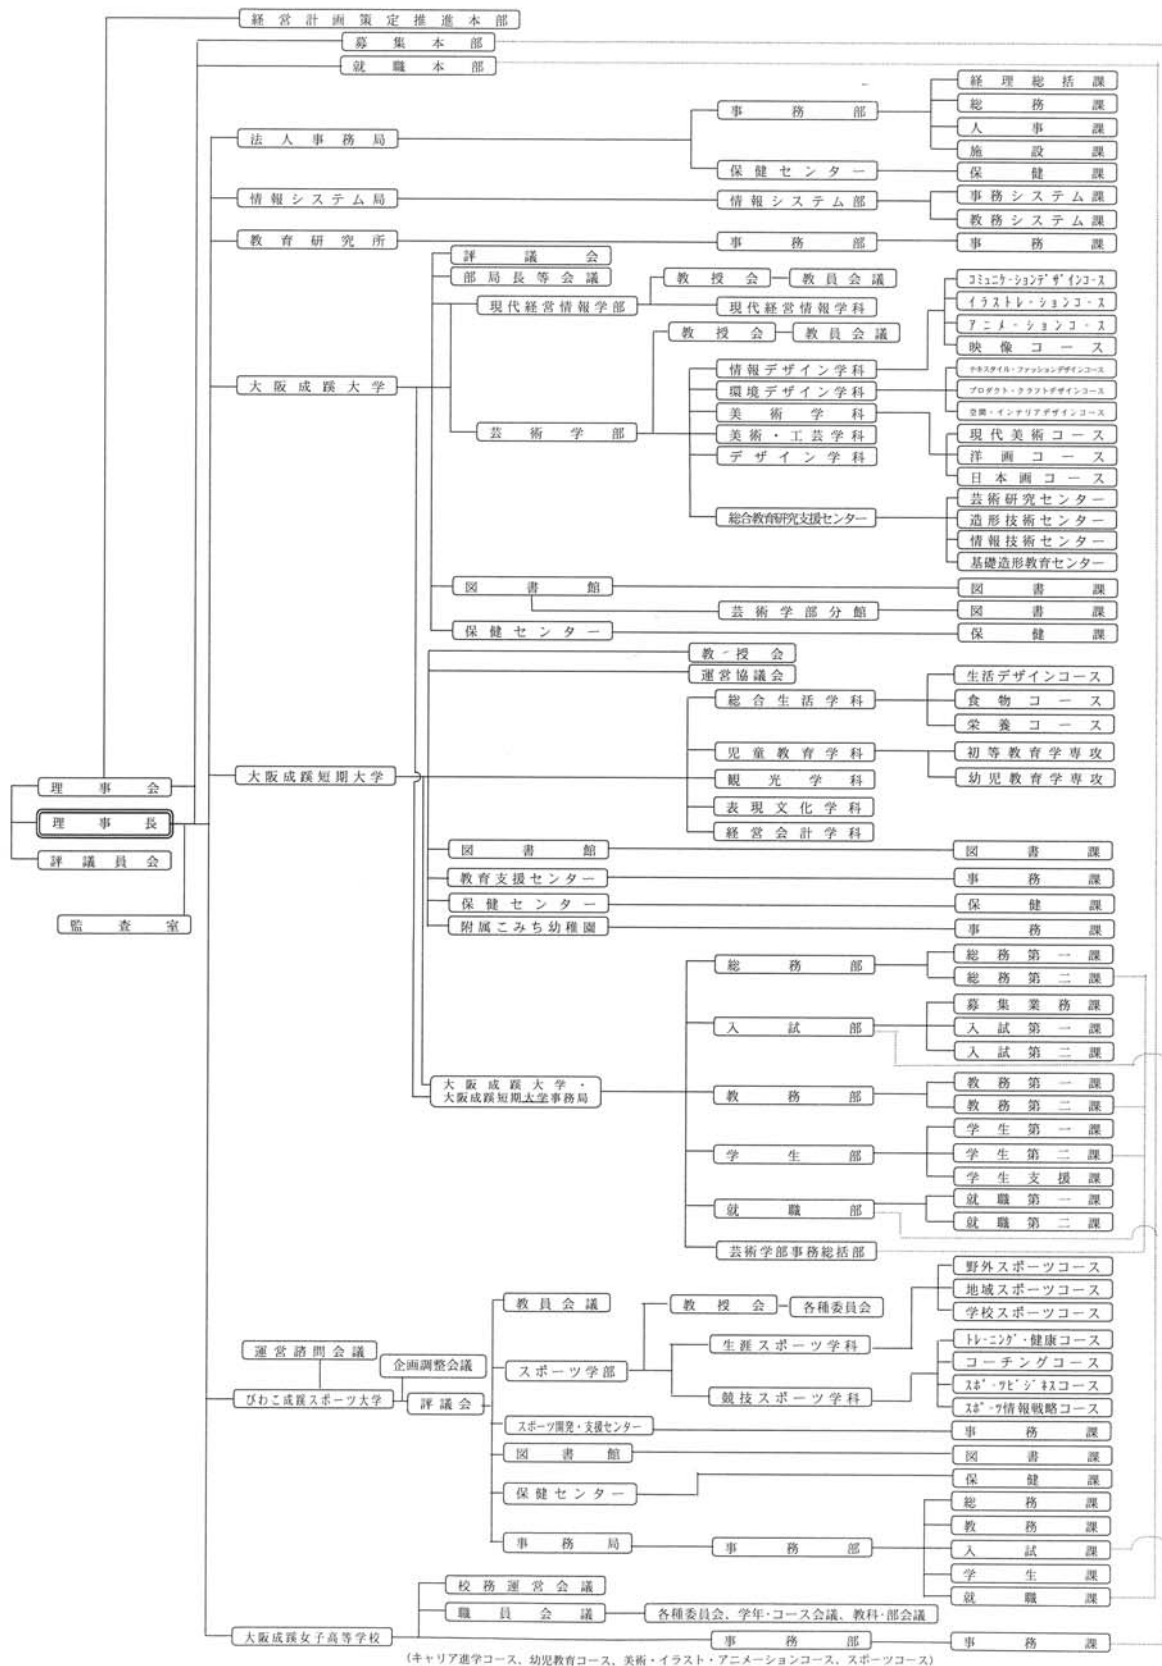 経営計画策定推進本部
募集本部
就職本部
経理総括課
事務部
総務課
人事課
法人事務局
施設課
保健センター
保健課
情報システム局
情報システム部
事務システム課
教務システム課
教育研究所
事務部
事務課
評議会
部局長等会議
教授会
教員会議
コミュニケーションデザインコース
現代経営情報学部
現代経営情報学科
イラストレーションコース
教授会
教員会議
アニメーションコース
映像コース
情報デザイン学科
テキスタイル・ファッションデザインコース
大阪成蹊大学
環境デザイン学科
プロダクト・クラフトデザインコース
美術学科
空間・インテリアデザインコース
芸術学部
美術・工芸学科
現代美術コース
デザイン学科
洋画コース
日本画コース
芸術研究センター
総合教育研究支援センター
造形技術センター
情報技術センター
基礎造形教育センター
図書館
図書課
芸術学部分館
図書課
保健センター
保健課
教授会
運営協議会
生活デザインコース
総合生活学科
食物コース
栄養コース
児童教育学科
初等教育学専攻
大阪成蹊短期大学
観光学科
幼児教育学専攻
理事会
表現文化学科
理事長
経営会計学科
評議員会
図書館
図書課
教育支援センター
事務課
保健センター
保健課
監査室
附属こみち幼稚園
事務課
総務部
総務第一課
総務第二課
募集業務課
入試部
入試第一課
入試第二課
大阪成蹊大学・
大阪成蹊短期大学事務局
教務部
教務第一課
教務第二課
学生第一課
学生部
学生第二課
学生支援課
就職部
就職第一課
就職第二課
芸術学部事務総括部
野外スポーツコース
教員会議
教授会
各種委員会
地域スポーツコース
学校スポーツコース
運営諮問会議
生涯スポーツ学科
トレーニング・健康コース
企画調整会議
スポーツ学部
コーチングコース
びわこ成蹊スポーツ大学
評議会
競技スポーツ学科
スポーツビジネスコース
スポーツ情報戦略コース
スポーツ開発・支援センター
事務課
図書館
図書課
保健センター
保健課
総務課
教務課
事務局
事務部
入試課
学生課
校務運営会議
就職課
職員会議
各種委員会、学年・コース会議、教科・部会議
大阪成蹊女子高等学校
事務部
事務課
(キャリア進学コース、幼児教育コース、美術・イラスト・アニメーションコース、スポーツコース)